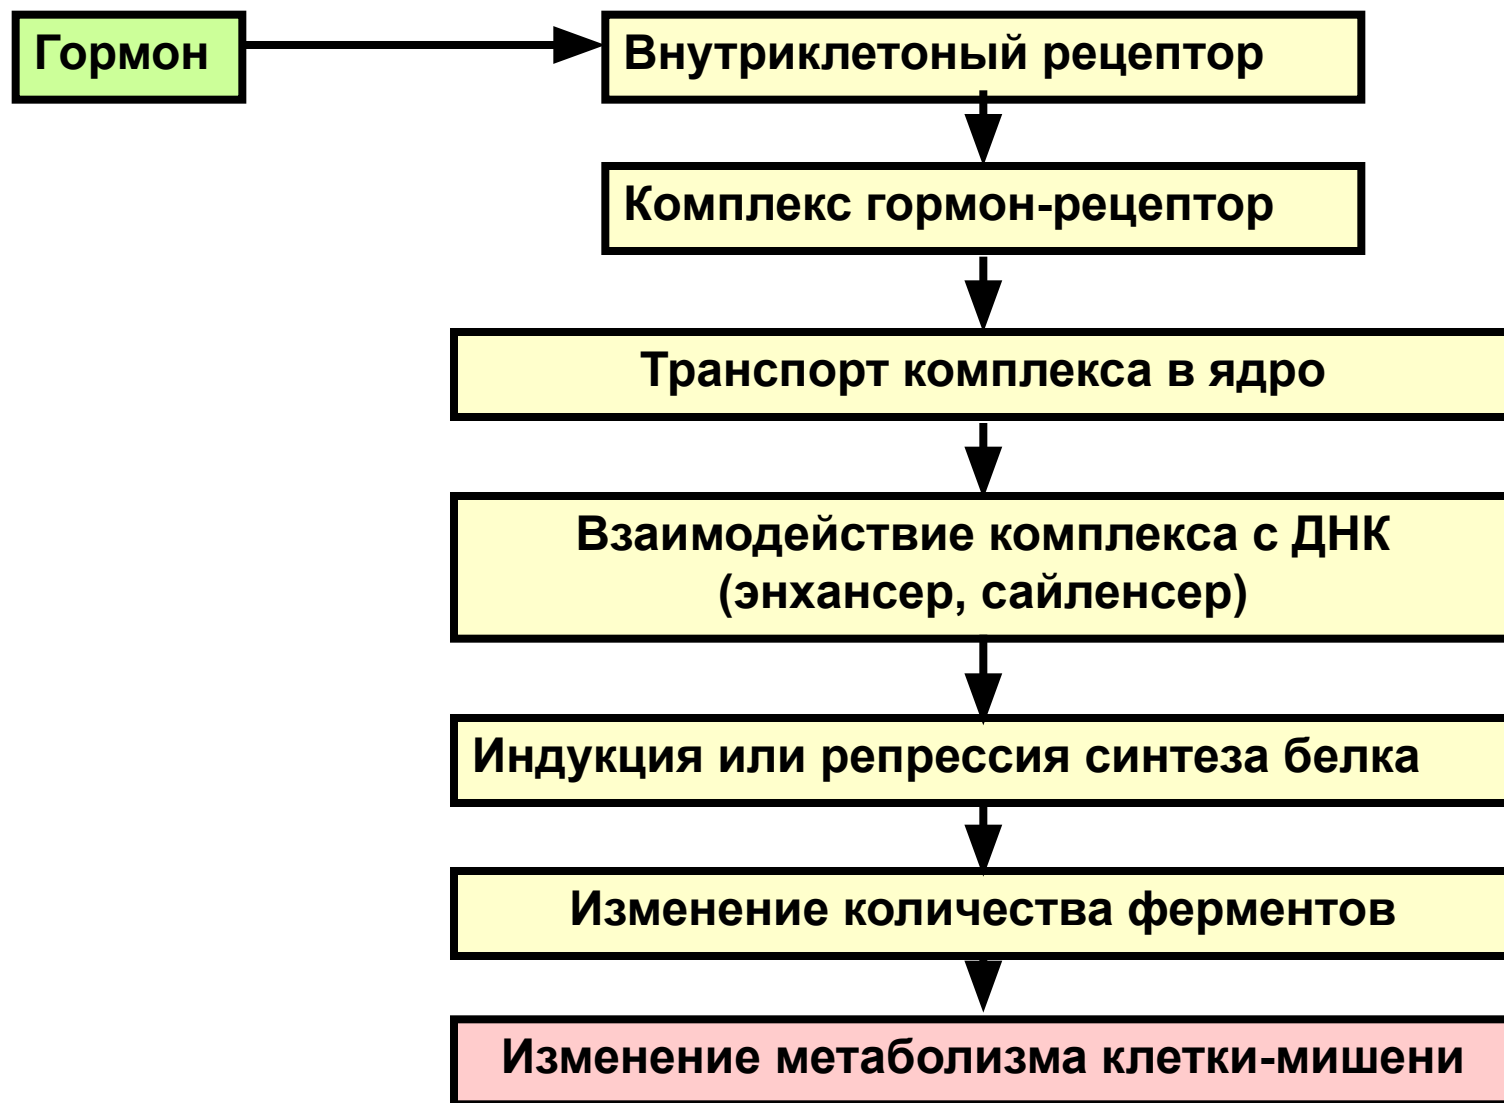 Гормон
Внутриклетоный рецептор
Комплекс гормон-рецептор
Транспорт комплекса в ядро
Взаимодействие комплекса с ДНК
(энхансер, сайленсер)
Индукция или репрессия синтеза белка
Изменение количества ферментов
Изменение метаболизма клетки-мишени